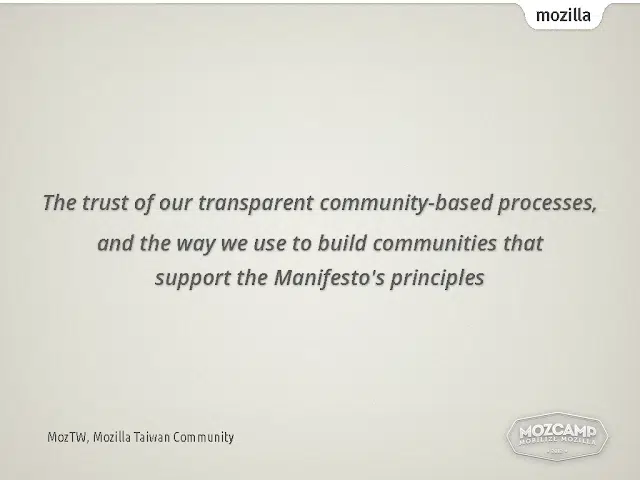 mozilla
The trust of our transparent community-based processes,
and the way we use to build communities that
support the Manifesto's principles
MozTW, Mozilla Taiwan Community
MOZCAMP
MOBILIZE MOZILLA